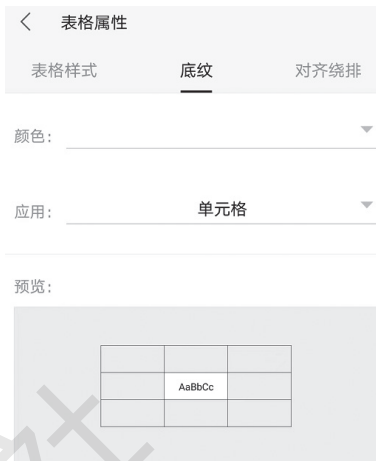 表格属性
表格样式 底纹 对齐绕排
颜色：
应用： 单元格
预览：
AaBbCc
社